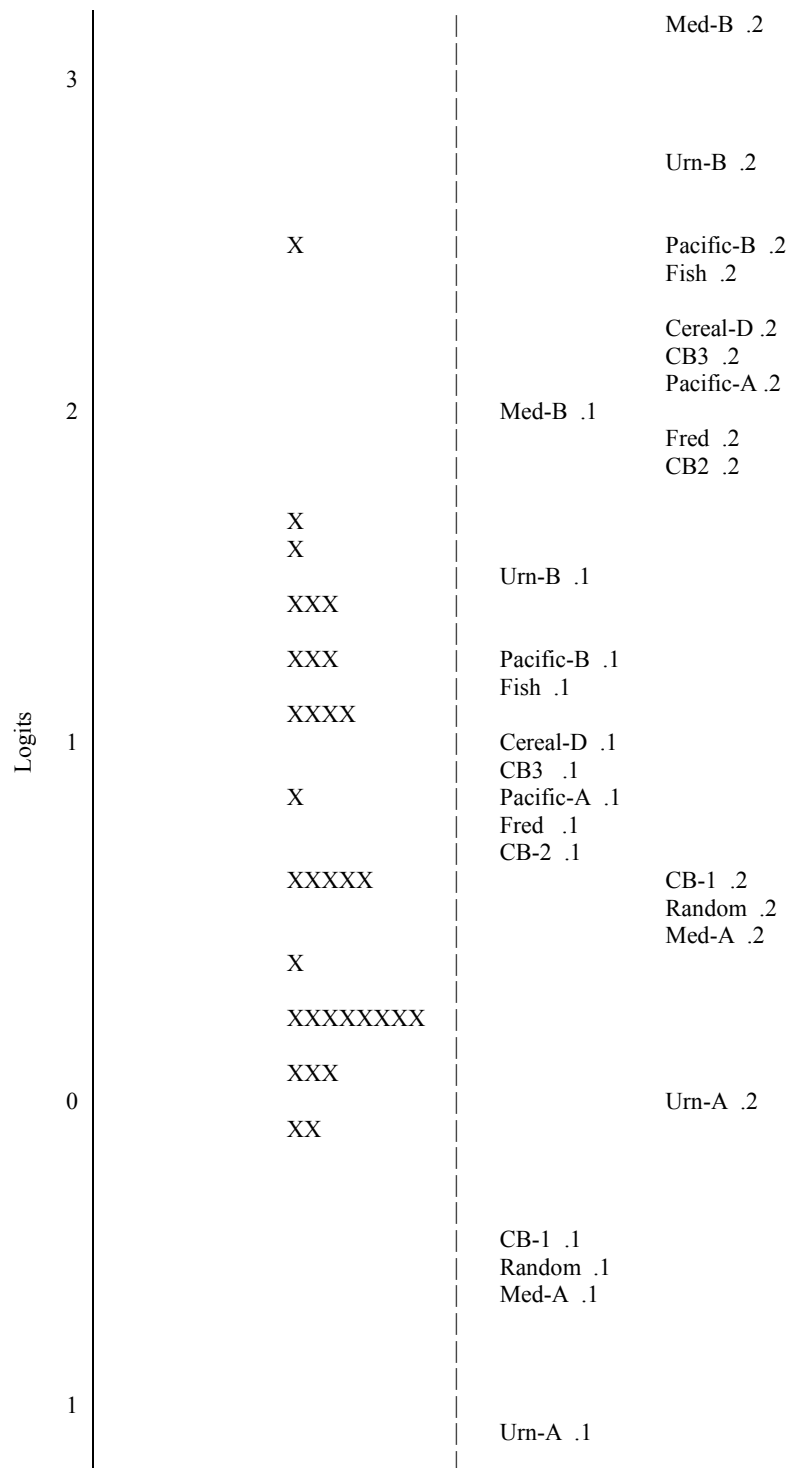 Med-B .2
3
Urn-B .2
X Pacific-B .2
Fish .2
Cereal-D .2
CB3 .2
Pacific-A .2
2 Med-B .1
Fred .2
CB2 .2
X
X
Urn-B .1
XXX
XXX Pacific-B .1
Fish .1
XXXX
Logits
1 Cereal-D .1
CB3 .1
X Pacific-A .1
Fred .1
CB-2 .1
XXXXX CB-1 .2
Random .2
Med-A .2
X
XXXXXXXX
XXX
0 Urn-A .2
XX
CB-1 .1
Random .1
Med-A .1
1
Urn-A .1